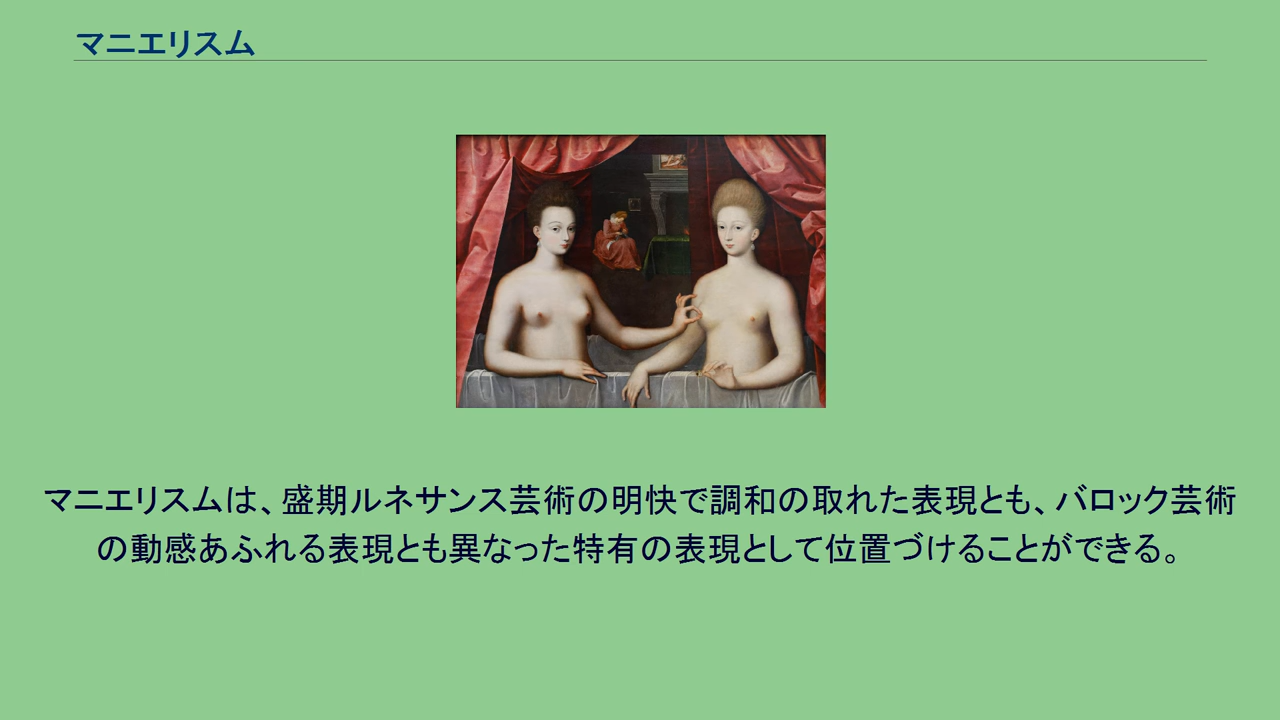 マニエリスム
マニエリスムは、盛期ルネサンス芸術の明快で調和の取れた表現とも、バロック芸術
の動感あふれる表現とも異なった特有の表現として位置づけることができる。